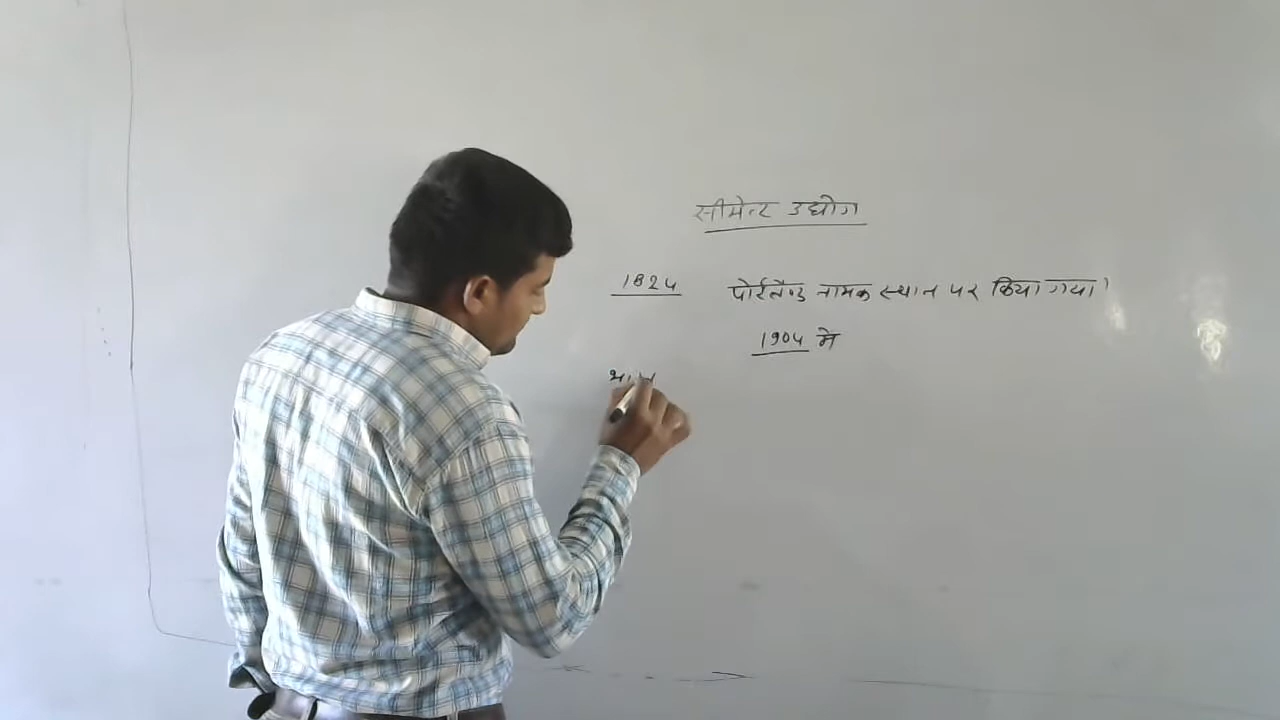 सीमेन्ट उद्योग
1824 पोर्टलैण्ड नामक स्थान पर किया गया।
1904 में